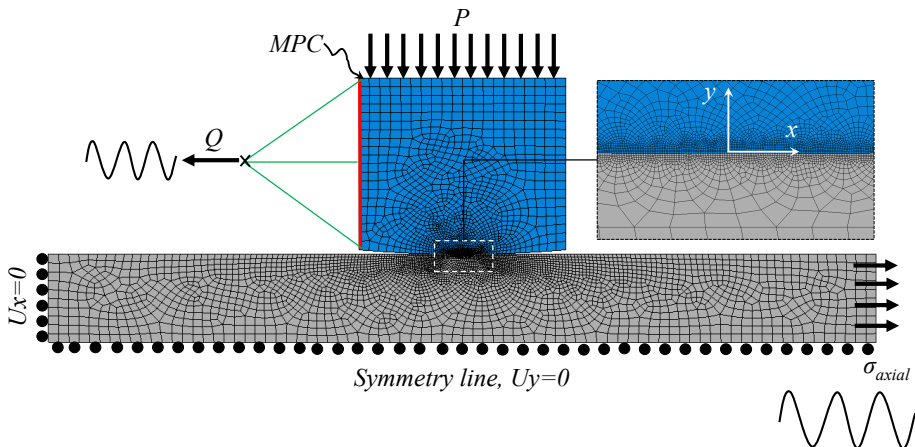 P
MPC
Q
y
x
Ux=0
Symmetry line, Uy=0
σaxial